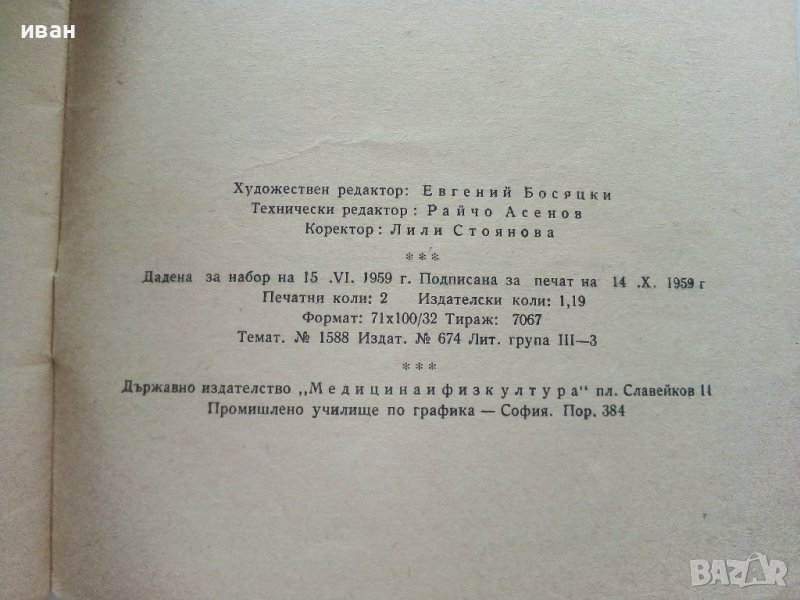 иван
Художествен редактор: Евгений Босяцки
Технически редактор: Райчо Асенов
Коректор: Лили Стоянова
***
Дадена за набор на 15 .VI. 1959 г. Подписана за печат на 14 .X. 1959 г
Печатни коли: 2 Издателски коли: 1,19
Формат: 71x100/32 Тираж: 7067
Темат. № 1588 Издат. № 674 Лит. група III—3
***
Държавно издателство „Медицина и физкултура“ пл. Славейков 11
Промишлено училище по графика — София. Пор. 384
BAZAR